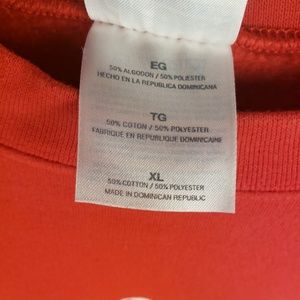 EG
50% ALGODON / 50% POLIESTER
HECHO EN LA REPUBLICA DOMINICANA
TG
50% COTON / 50% POLYESTER
FABRIQUE EN REPUBLIQUE DOMINICAINE
XL
50% COTTON / 50% POLYESTER
MADE IN DOMINICAN REPUBLIC